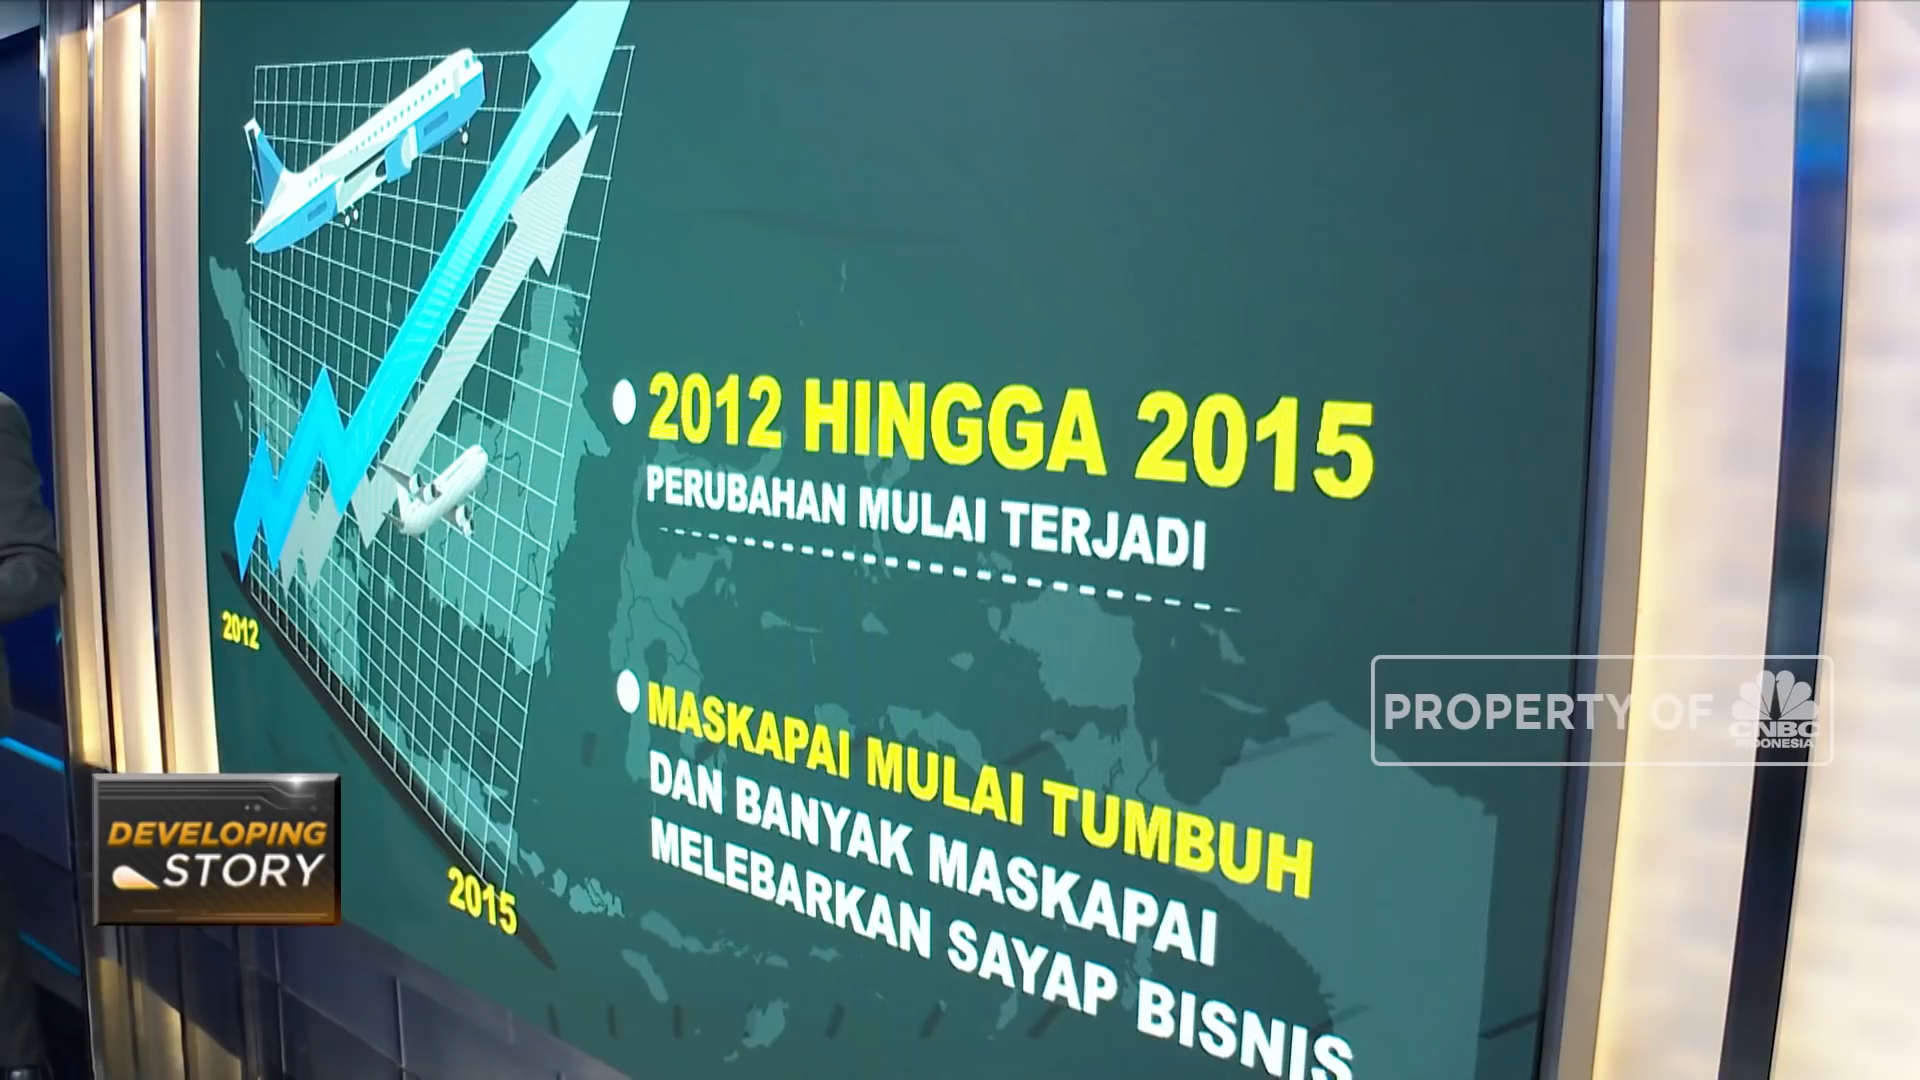 2012 HINGGA 2015
PERUBAHAN MULAI TERJADI
MASKAPAI MULAI TUMBUH
DAN BANYAK MASKAPAI
MELEBARKAN SAYAP BISNIS
2012
2015
DEVELOPING
STORY
PROPERTY OF CNBC
INDONESIA